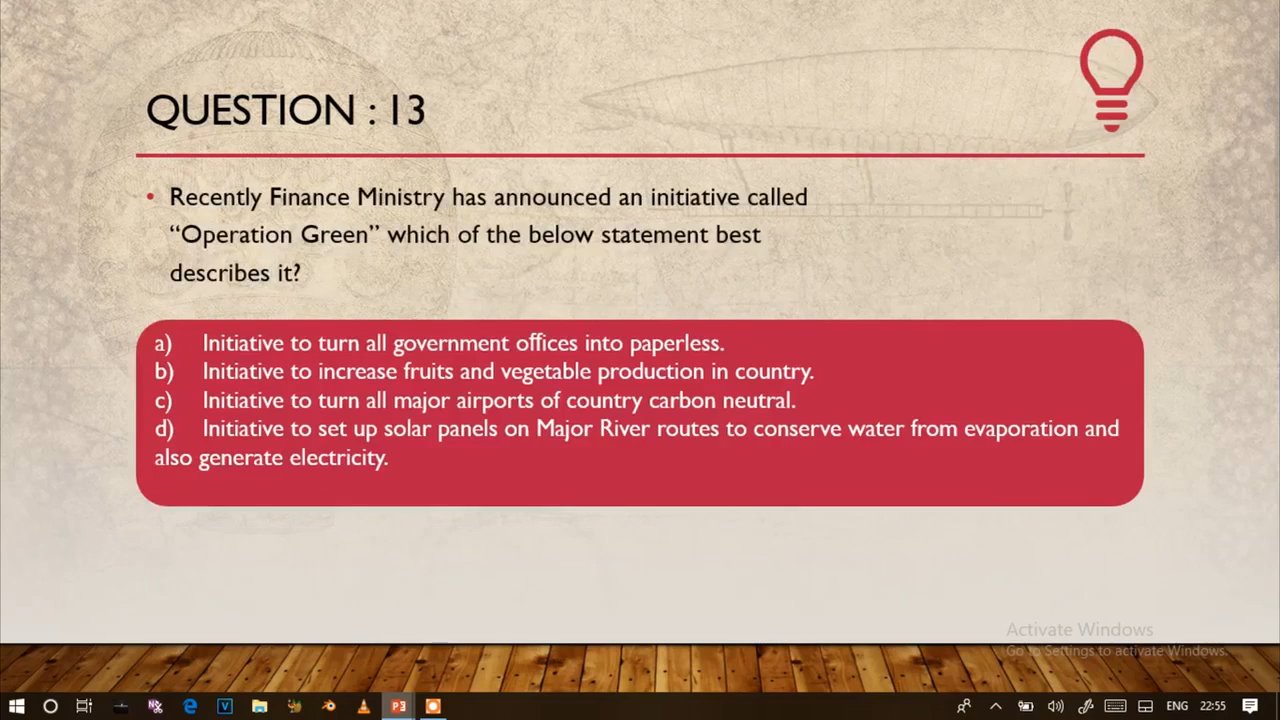 QUESTION : 13
• Recently Finance Ministry has announced an initiative called
“Operation Green” which of the below statement best
describes it?
a) Initiative to turn all government offices into paperless.
b) Initiative to increase fruits and vegetable production in country.
c) Initiative to turn all major airports of country carbon neutral.
d) Initiative to set up solar panels on Major River routes to conserve water from evaporation and
also generate electricity.
Activate Windows
Go to Settings to activate Windows.
ENG 22:55